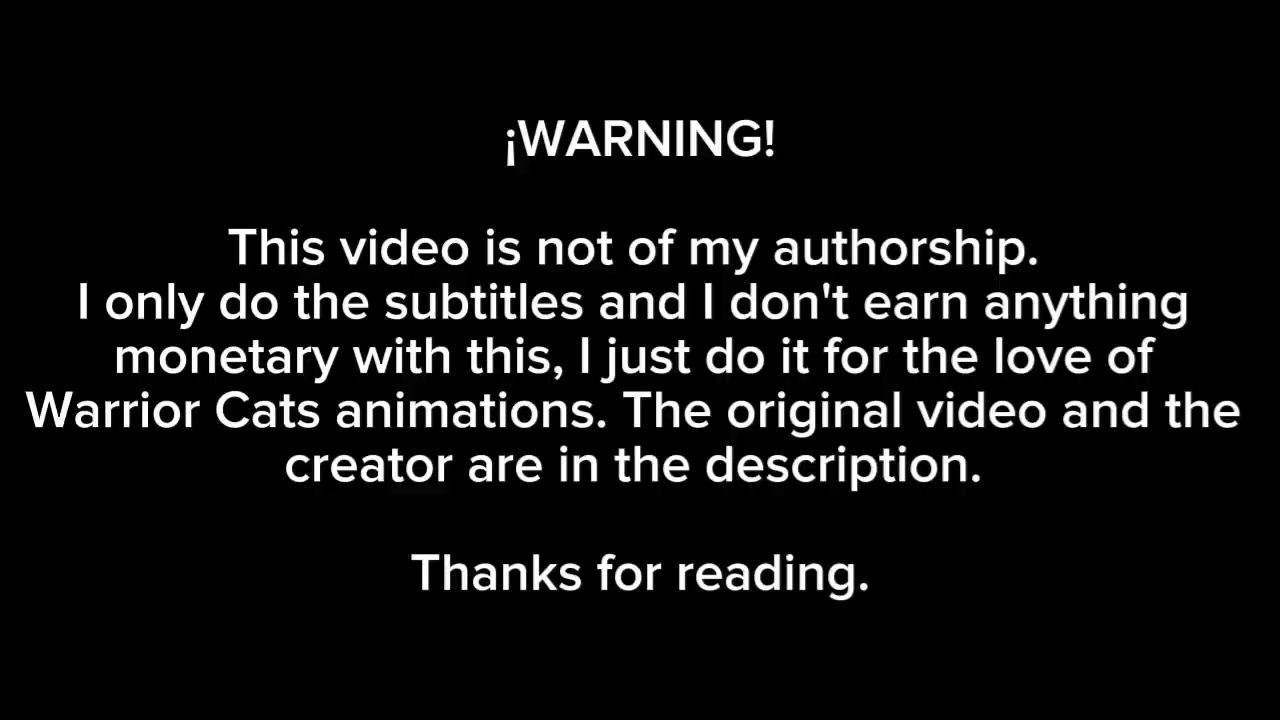 ¡WARNING!
This video is not of my authorship.
I only do the subtitles and I don't earn anything
monetary with this, I just do it for the love of
Warrior Cats animations. The original video and the
creator are in the description.
Thanks for reading.